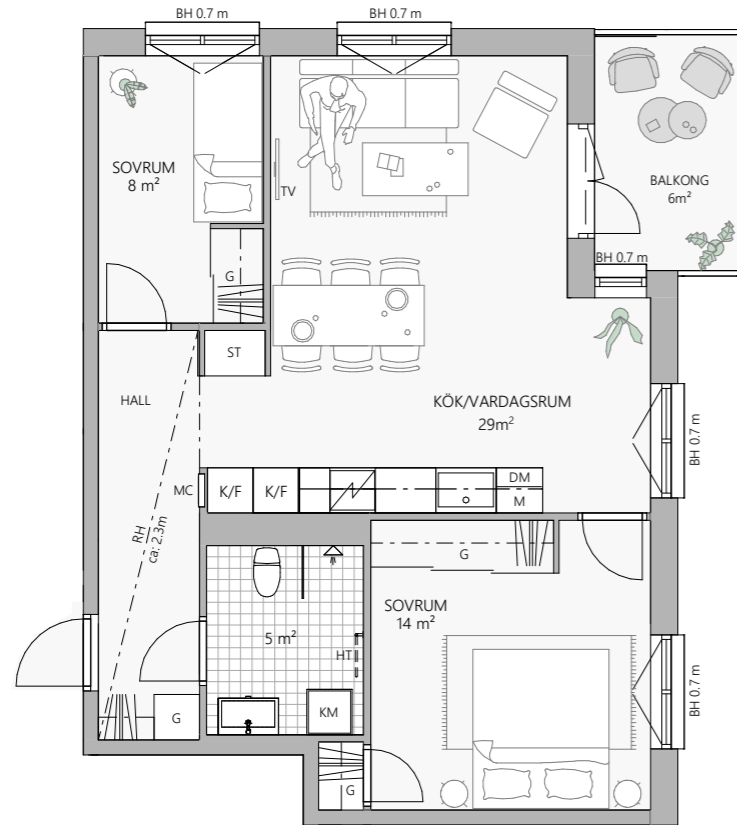 BH 0.7 m
BH 0.7 m
SOVRUM
8 m²
TV
BALKONG
6m²
BH 0.7 m
G
ST
HALL
KÖK/VARDAGSRUM
29m²
BH 0.7 m
MC
K/F
K/F
DM
M
RH
ca: 2.3m
G
SOVRUM
14 m²
5 m²
HT
BH 0.7 m
KM
G
G